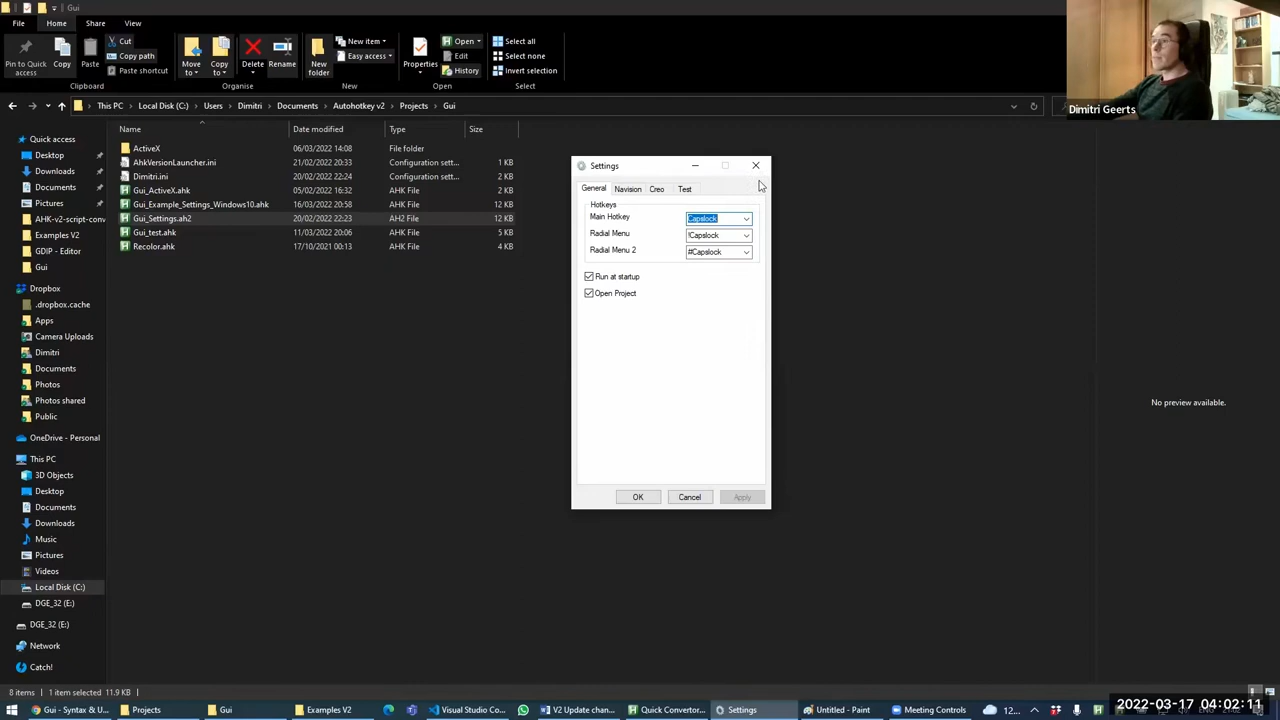 Gui
File
Home
Share
View
Pin to Quick access
Copy
Paste
Cut
Copy path
Paste shortcut
Clipboard
Move to
Copy to
Delete
Rename
Organise
New folder
New item
Easy access
New
Properties
Open
Edit
History
Open
Select all
Select none
Invert selection
Select
Dimitri Geerts
This PC
Local Disk (C:)
Users
Dimitri
Documents
Autohotkey v2
Projects
Gui
Name
Date modified
Type
Size
ActiveX 06/03/2022 14:08 File folder
AhkVersionLauncher.ini 21/02/2022 20:33 Configuration sett... 1 KB
Dimitri.ini 20/02/2022 22:24 Configuration sett... 1 KB
Gui_ActiveX.ahk 05/02/2022 16:32 AHK File 2 KB
Gui_Example_Settings_Windows10.ahk 16/03/2022 20:58 AHK File 12 KB
Gui_Settings.ah2 20/02/2022 22:23 AH2 File 12 KB
Gui_test.ahk 11/03/2022 20:06 AHK File 5 KB
Recolor.ahk 17/10/2021 00:13 AHK File 4 KB
Quick access
Desktop
Downloads
Documents
Pictures
AHK-v2-script-conv
Examples V2
GDIP - Editor
Gui
Dropbox
.dropbox.cache
Apps
Camera Uploads
Dimitri
Documents
Photos
Photos shared
Public
OneDrive - Personal
This PC
3D Objects
Desktop
Documents
Downloads
Music
Pictures
Videos
Local Disk (C:)
DGE_32 (E:)
DGE_32 (E:)
Network
Catch!
Settings
General
Navision
Creo
Test
Hotkeys
Main Hotkey
Capslock
Radial Menu
!Capslock
Radial Menu 2
#Capslock
Run at startup
Open Project
OK
Cancel
Apply
No preview available.
8 items
1 item selected 11.9 KB
Gui - Syntax & U...
Projects
Gui
Examples V2
Visual Studio Co...
V2 Update chan...
Quick Convertor...
Settings
Untitled - Paint
Meeting Controls
12...
2022-03-17 04:02:11